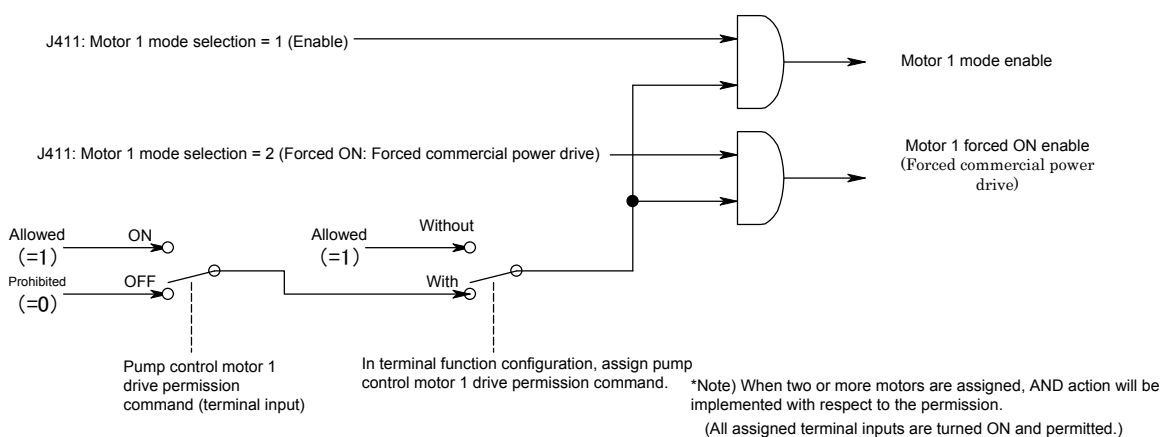 J411: Motor 1 mode selection = 1 (Enable)
Motor 1 mode enable
J411: Motor 1 mode selection = 2 (Forced ON: Forced commercial power drive)
Motor 1 forced ON enable
(Forced commercial power
drive)
Allowed
(=1)
ON
Prohibited
(=0)
OFF
Allowed
(=1)
Without
With
Pump control motor 1
drive permission
command (terminal input)
In terminal function configuration, assign pump
control motor 1 drive permission command.
*Note) When two or more motors are assigned, AND action will be
implemented with respect to the permission.
(All assigned terminal inputs are turned ON and permitted.)